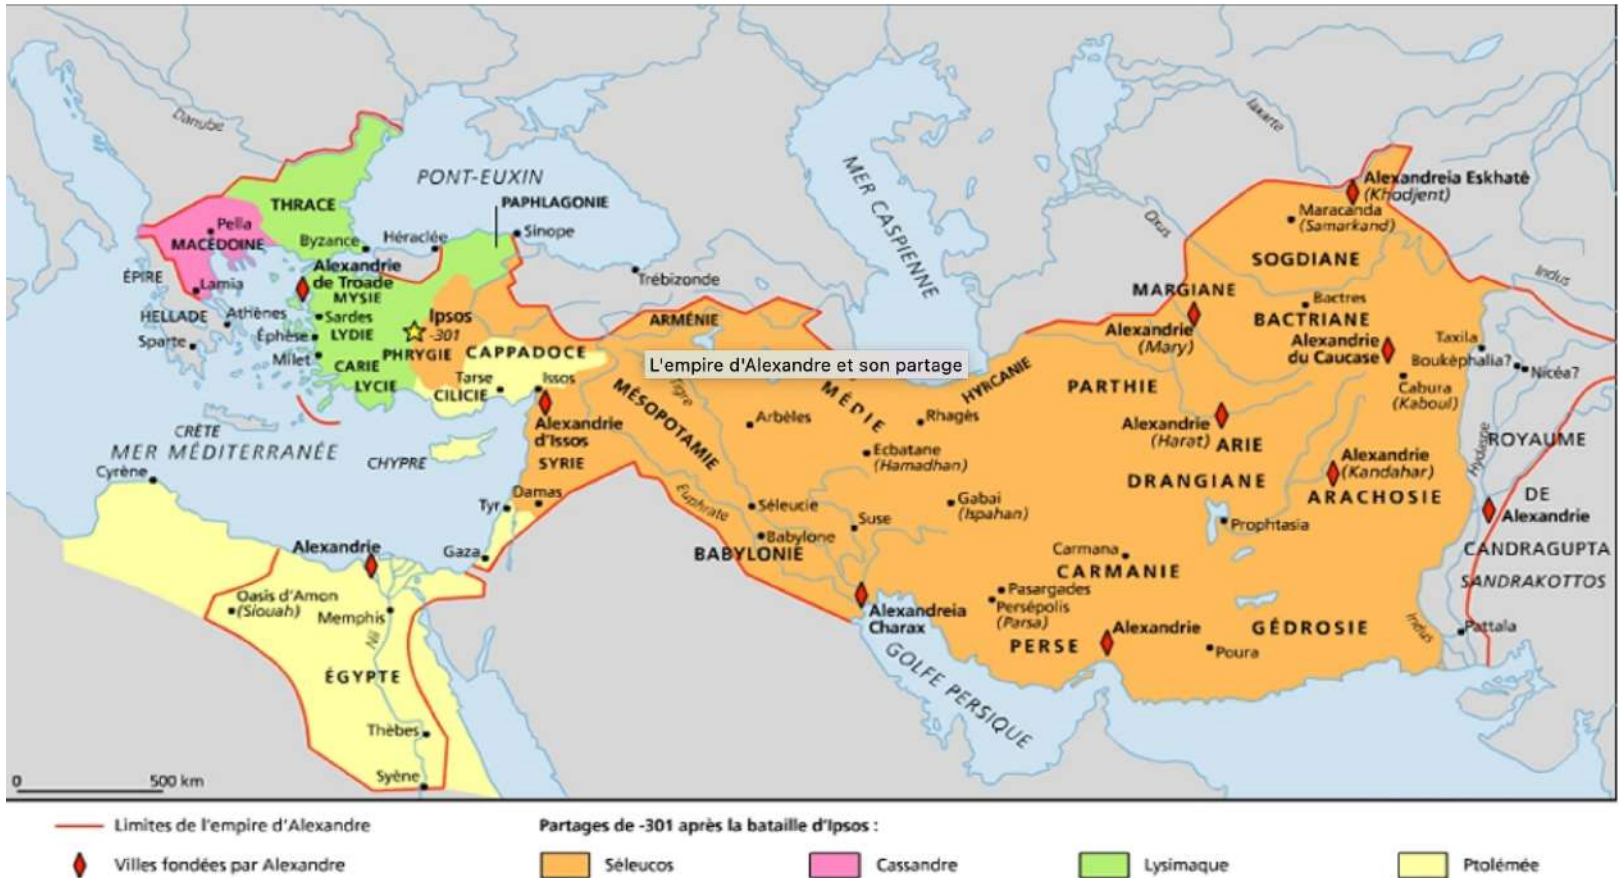 Danube
PONT-EUXIN
MER CASPIENNE
Iaxarte
Oxus
Alexandreia Eskhatê
(Khodjent)
Maracanda
(Samarkand)
SOGDIANE
Indus
THRACE
PAPHLAGONIE
Pella
MACÉDOINE
Byzance
Héraclée
Sinope
Trébizonde
ÉPIRE
Lamia
Alexandrie
de Troade
MYSIE
HELLADE
Athènes
Sparte
Sardes
Éphèse
LYDIE
Milet
CARIE
LYCIE
Ipsos
-301
PHRYGIE
CAPPADOCE
Tarse
CILICIE
Issos
ARMÉNIE
L'empire d'Alexandre et son partage
Tigre
MARGIANE
Alexandrie
(Mary)
Bactres
BACTRIANE
Alexandrie
du Caucase
Taxila
Bouképhalia?
Nicéa?
Cabura
(Kaboul)
HYRCANIE
PARTHIE
MÉDIE
MÉSOPOTAMIE
Arbèles
Rhagès
Ecbatane
(Hamadhan)
Alexandrie
(Harat)
ARIE
Alexandrie
(Kandahar)
ARACHOSIE
DRANGIANE
Prophtasia
Hydaspe
ROYAUME
DE
Alexandrie
CANDRAGUPTA
SANDRAKOTTOS
CRÈTE
MER MÉDITERRANÉE
CHYPRE
Cyrène
Alexandrie
d'Issos
SYRIE
Damas
Tyr
Gaza
Euphrate
Séleucie
Babylone
BABYLONIE
Suse
Gabai
(Ispahan)
Carmana
CARMANIE
Pasargades
Persépolis
(Parsa)
PERSE
Alexandrie
Poura
GÉDROSIE
Indus
Pattala
Alexandreia
Charax
GOLFE PERSIQUE
Alexandrie
Oasis d'Amon
(Siouah)
Memphis
Nil
ÉGYPTE
Thèbes
Syène
0 500 km
Limites de l'empire d'Alexandre
Villes fondées par Alexandre
Partages de -301 après la bataille d'Ipsos :
Séleucos
Cassandre
Lysimaque
Ptolémée